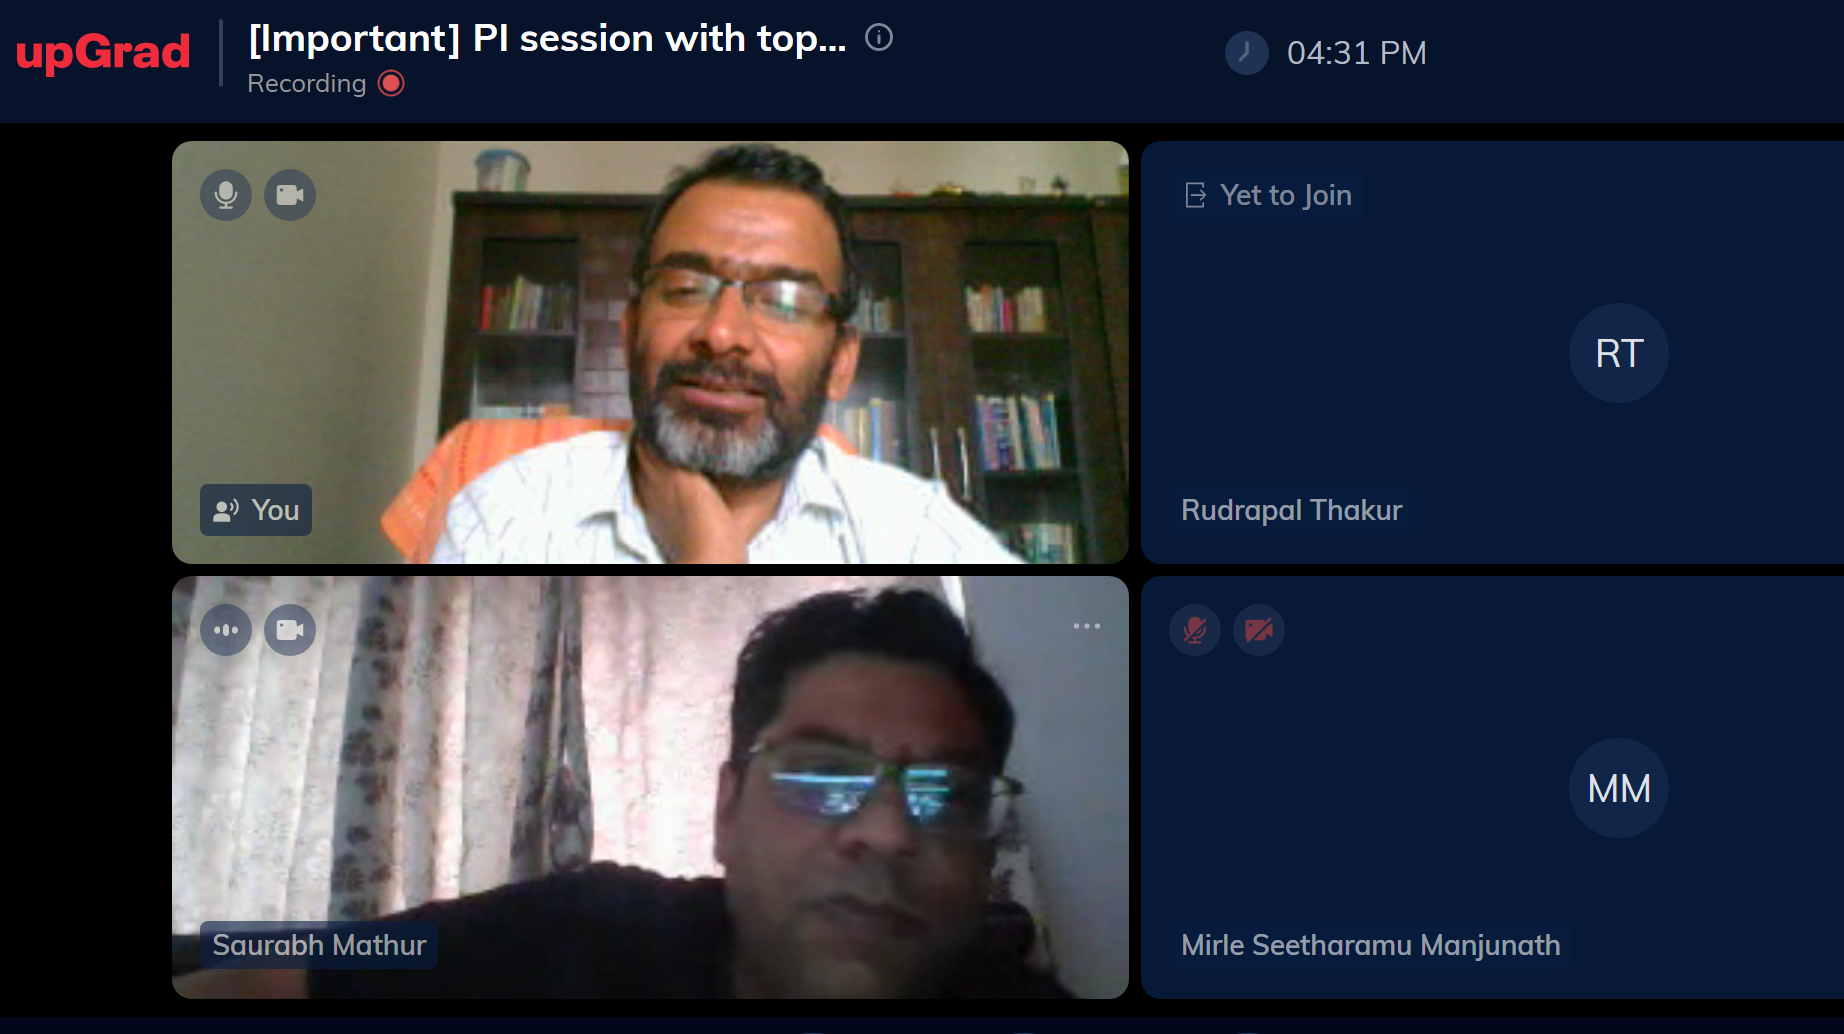 upGrad
[Important] PI session with top...
Recording
04:31 PM
You
Yet to Join
RT
Rudrapal Thakur
Saurabh Mathur
MM
Mirle Seetharamu Manjunath